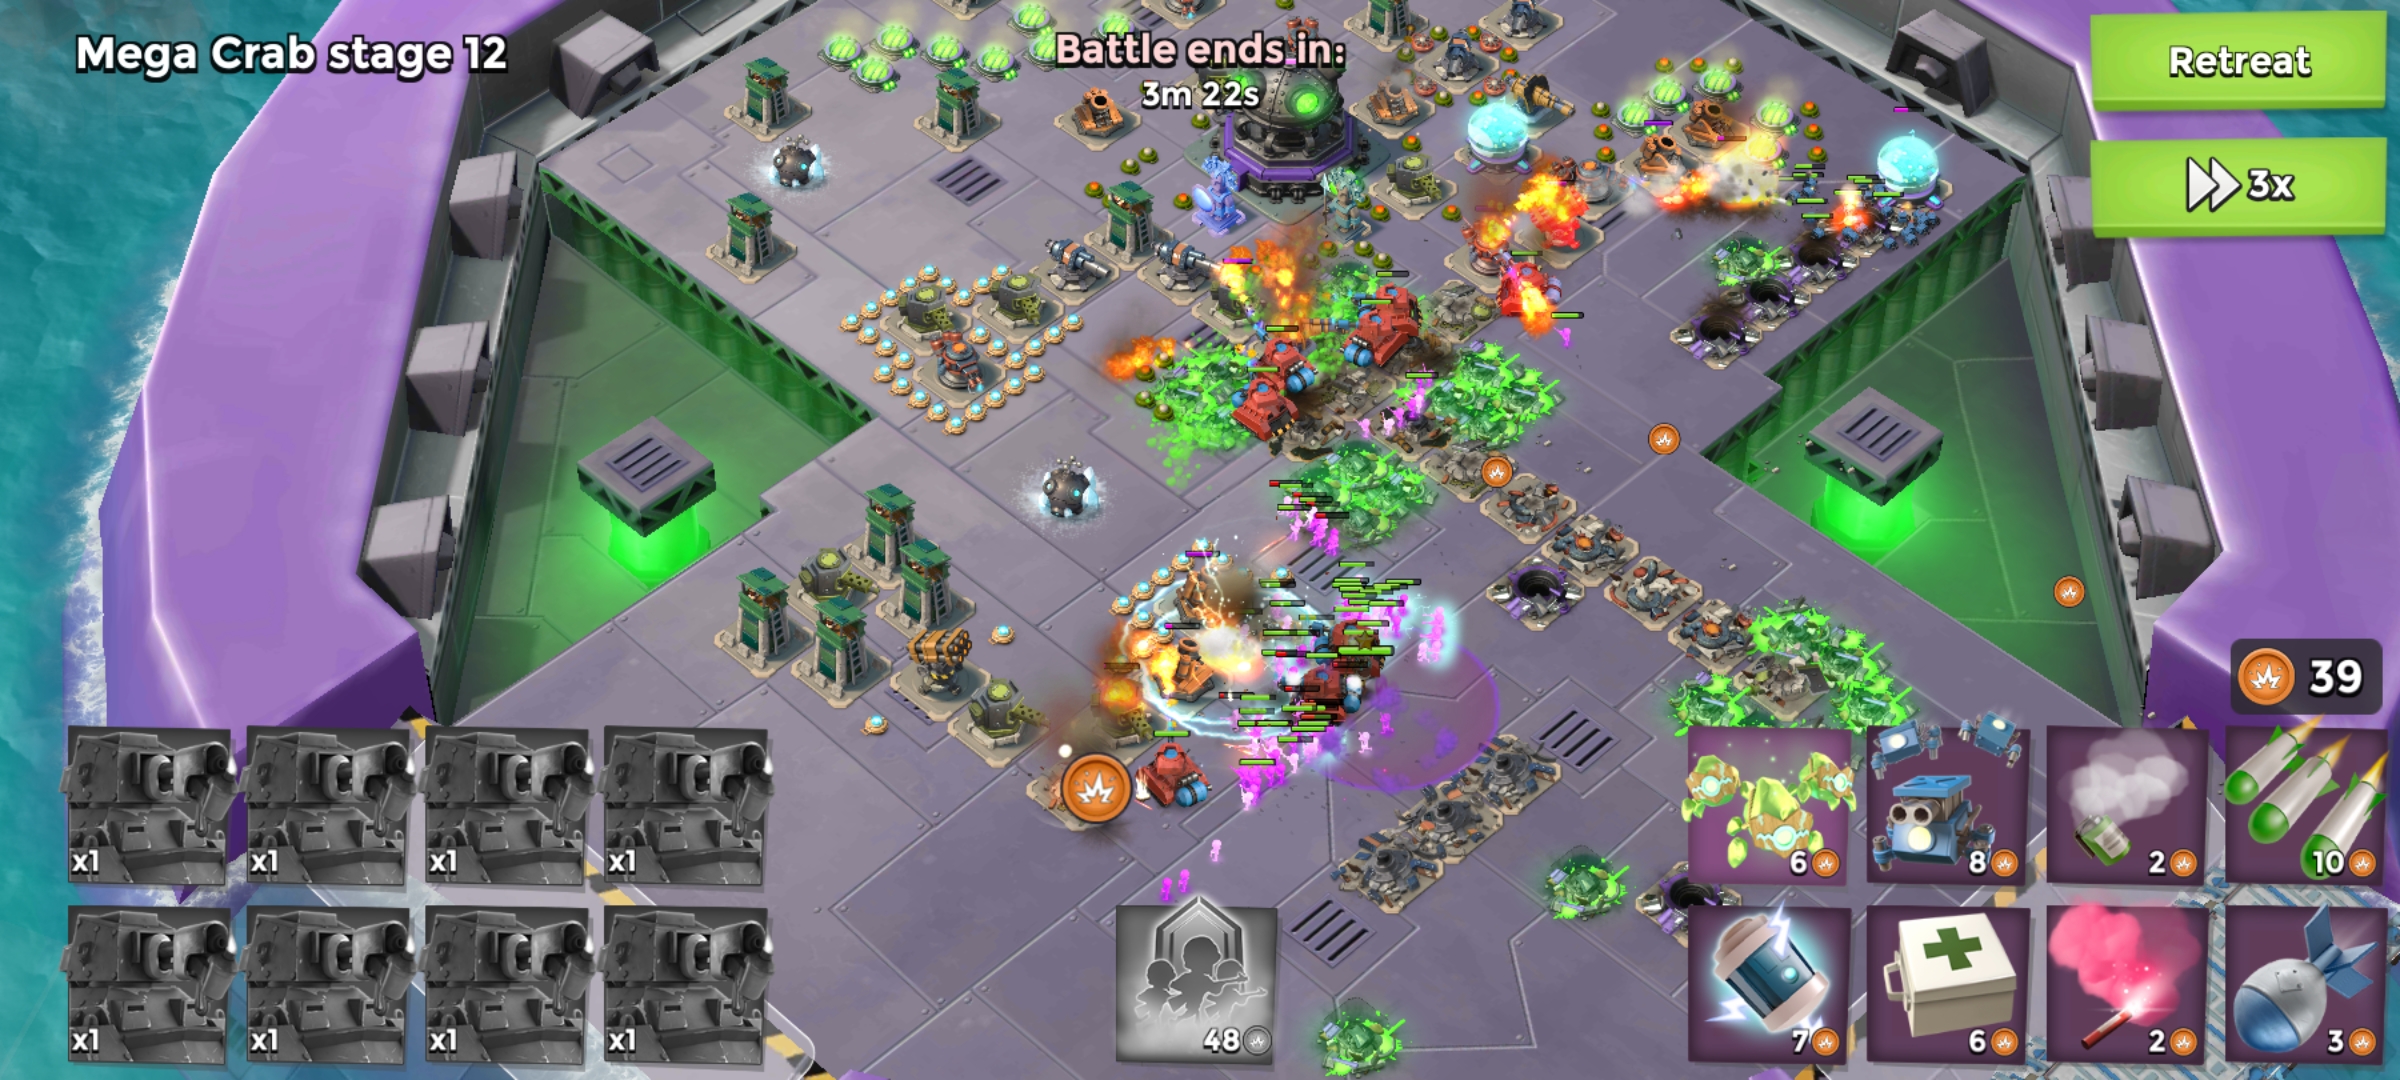 Mega Crab stage 12
Battle ends in:
3m 22s
Retreat
3x
39
x1
x1
x1
x1
6
8
2
10
x1
x1
x1
x1
48
7
6
2
3